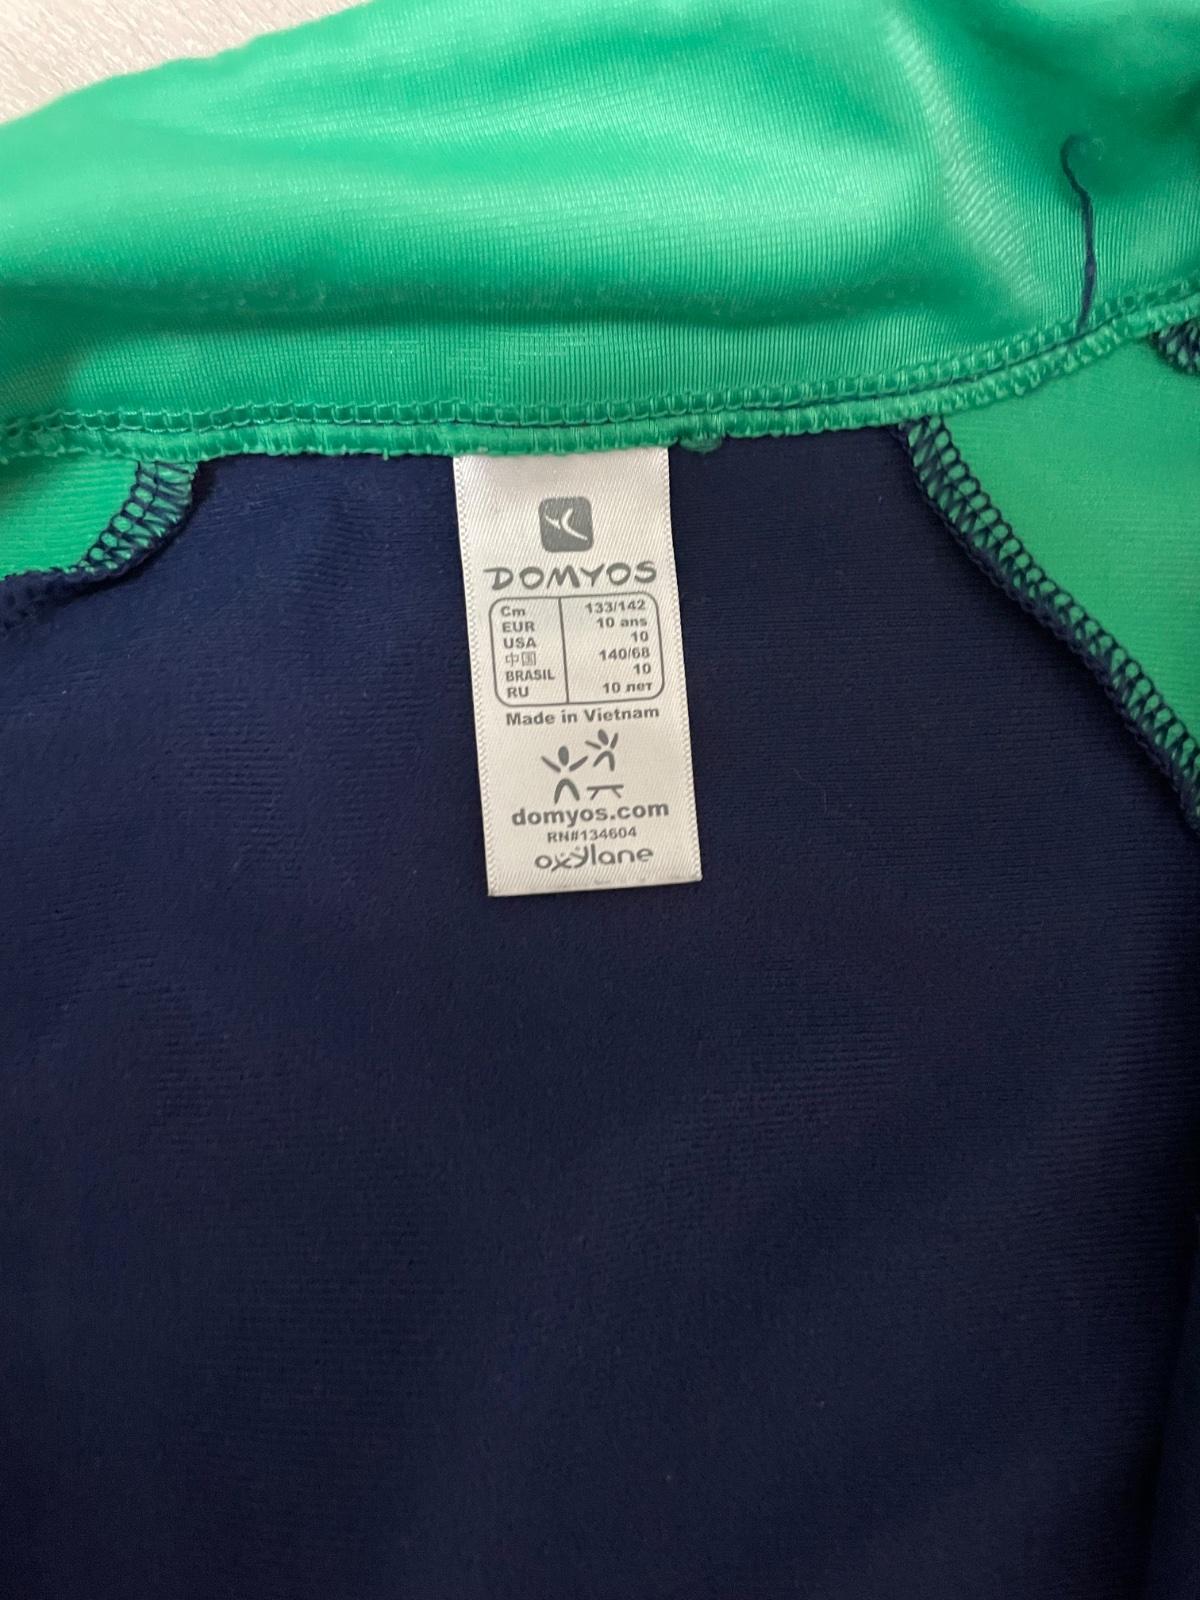 DOMYOS
Cm 133/142
EUR 10 ans
USA 10
中国 140/68
BRASIL 10
RU 10 лет
Made in Vietnam
domyos.com
RN#134604
oxylane